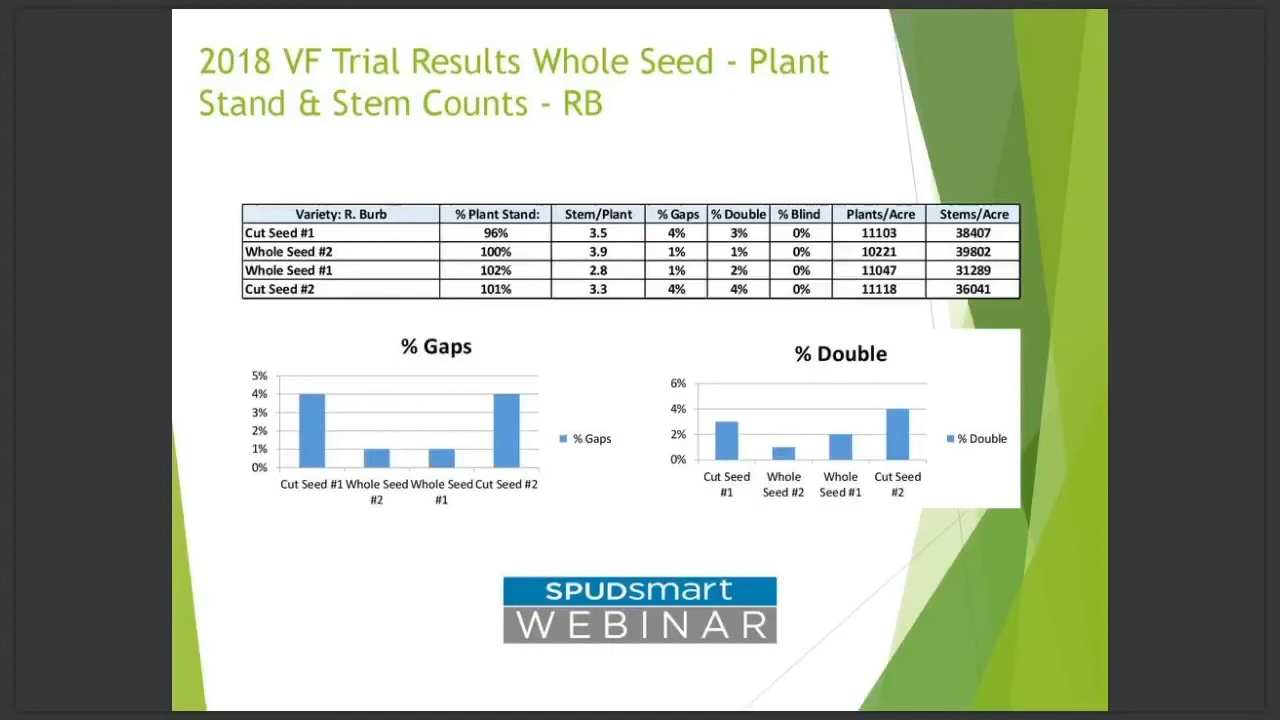 2018 VF Trial Results Whole Seed - Plant
Stand & Stem Counts - RB
Variety: R. Burb % Plant Stand: Stem/Plant % Gaps % Double % Blind Plants/Acre Stems/Acre
Cut Seed #1 96% 3.5 4% 3% 0% 11103 38407
Whole Seed #2 100% 3.9 1% 1% 0% 10221 39802
Whole Seed #1 102% 2.8 1% 2% 0% 11047 31289
Cut Seed #2 101% 3.3 4% 4% 0% 11118 36041
% Gaps
5%
4%
3%
2%
1%
0%
Cut Seed #1 Whole Seed Whole Seed Cut Seed #2
#2 #1
% Gaps
% Double
6%
4%
2%
0%
Cut Seed Whole Whole Cut Seed
#1 Seed #2 Seed #1 #2
% Double
SPUDsmart
WEBINAR